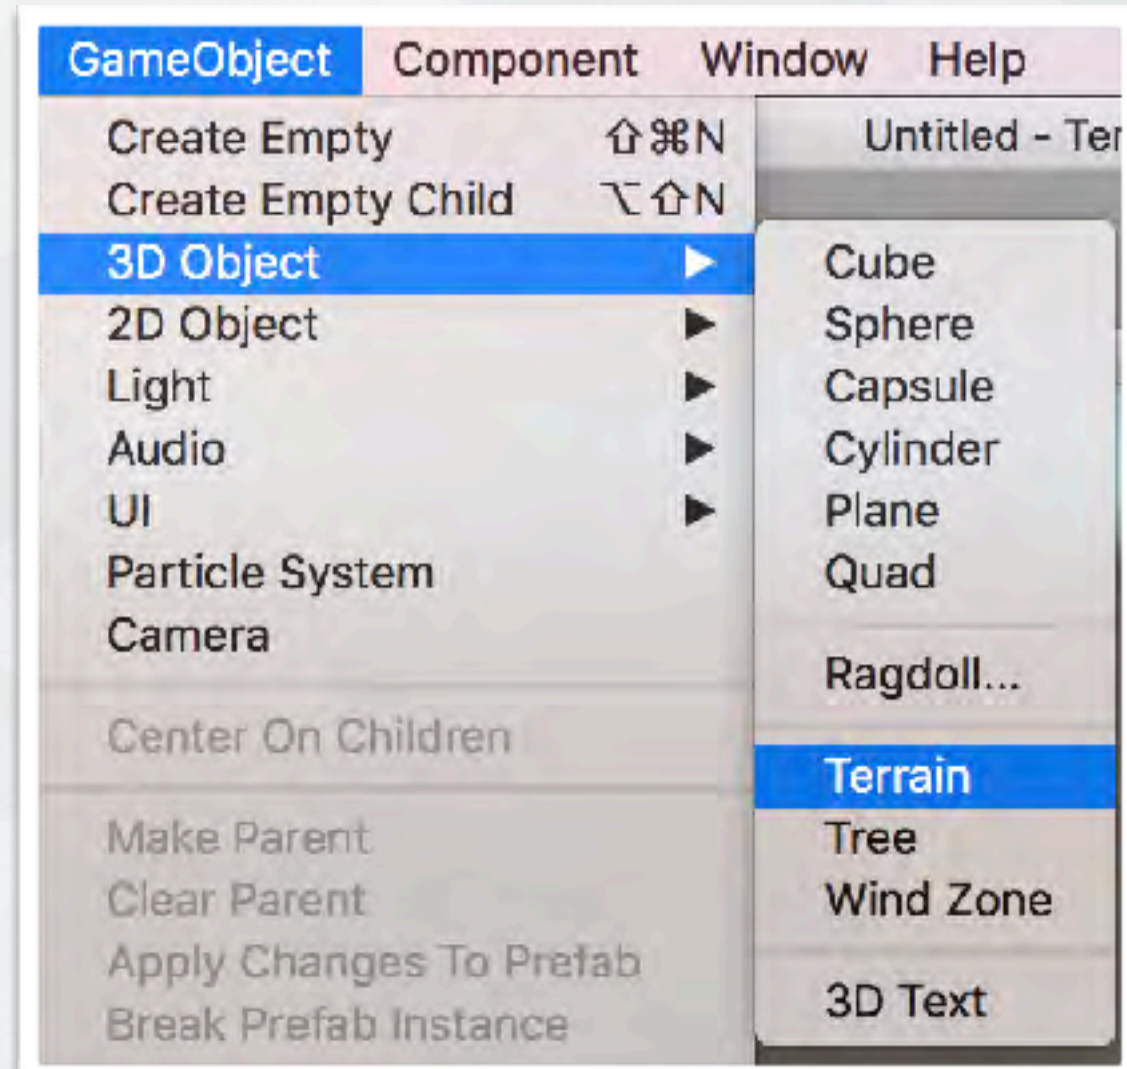 GameObject Component Window Help
Create Empty ⇧⌘N
Create Empty Child ⌥⇧N
3D Object ▶
2D Object ▶
Light ▶
Audio ▶
UI ▶
Particle System
Camera
Center On Children
Make Parent
Clear Parent
Apply Changes To Prefab
Break Prefab Instance
Untitled - Ter
Cube
Sphere
Capsule
Cylinder
Plane
Quad
Ragdoll...
Terrain
Tree
Wind Zone
3D Text